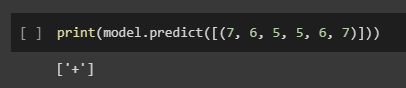 [ ] print(model.predict([(7, 6, 5, 5, 6, 7)]))
['+']